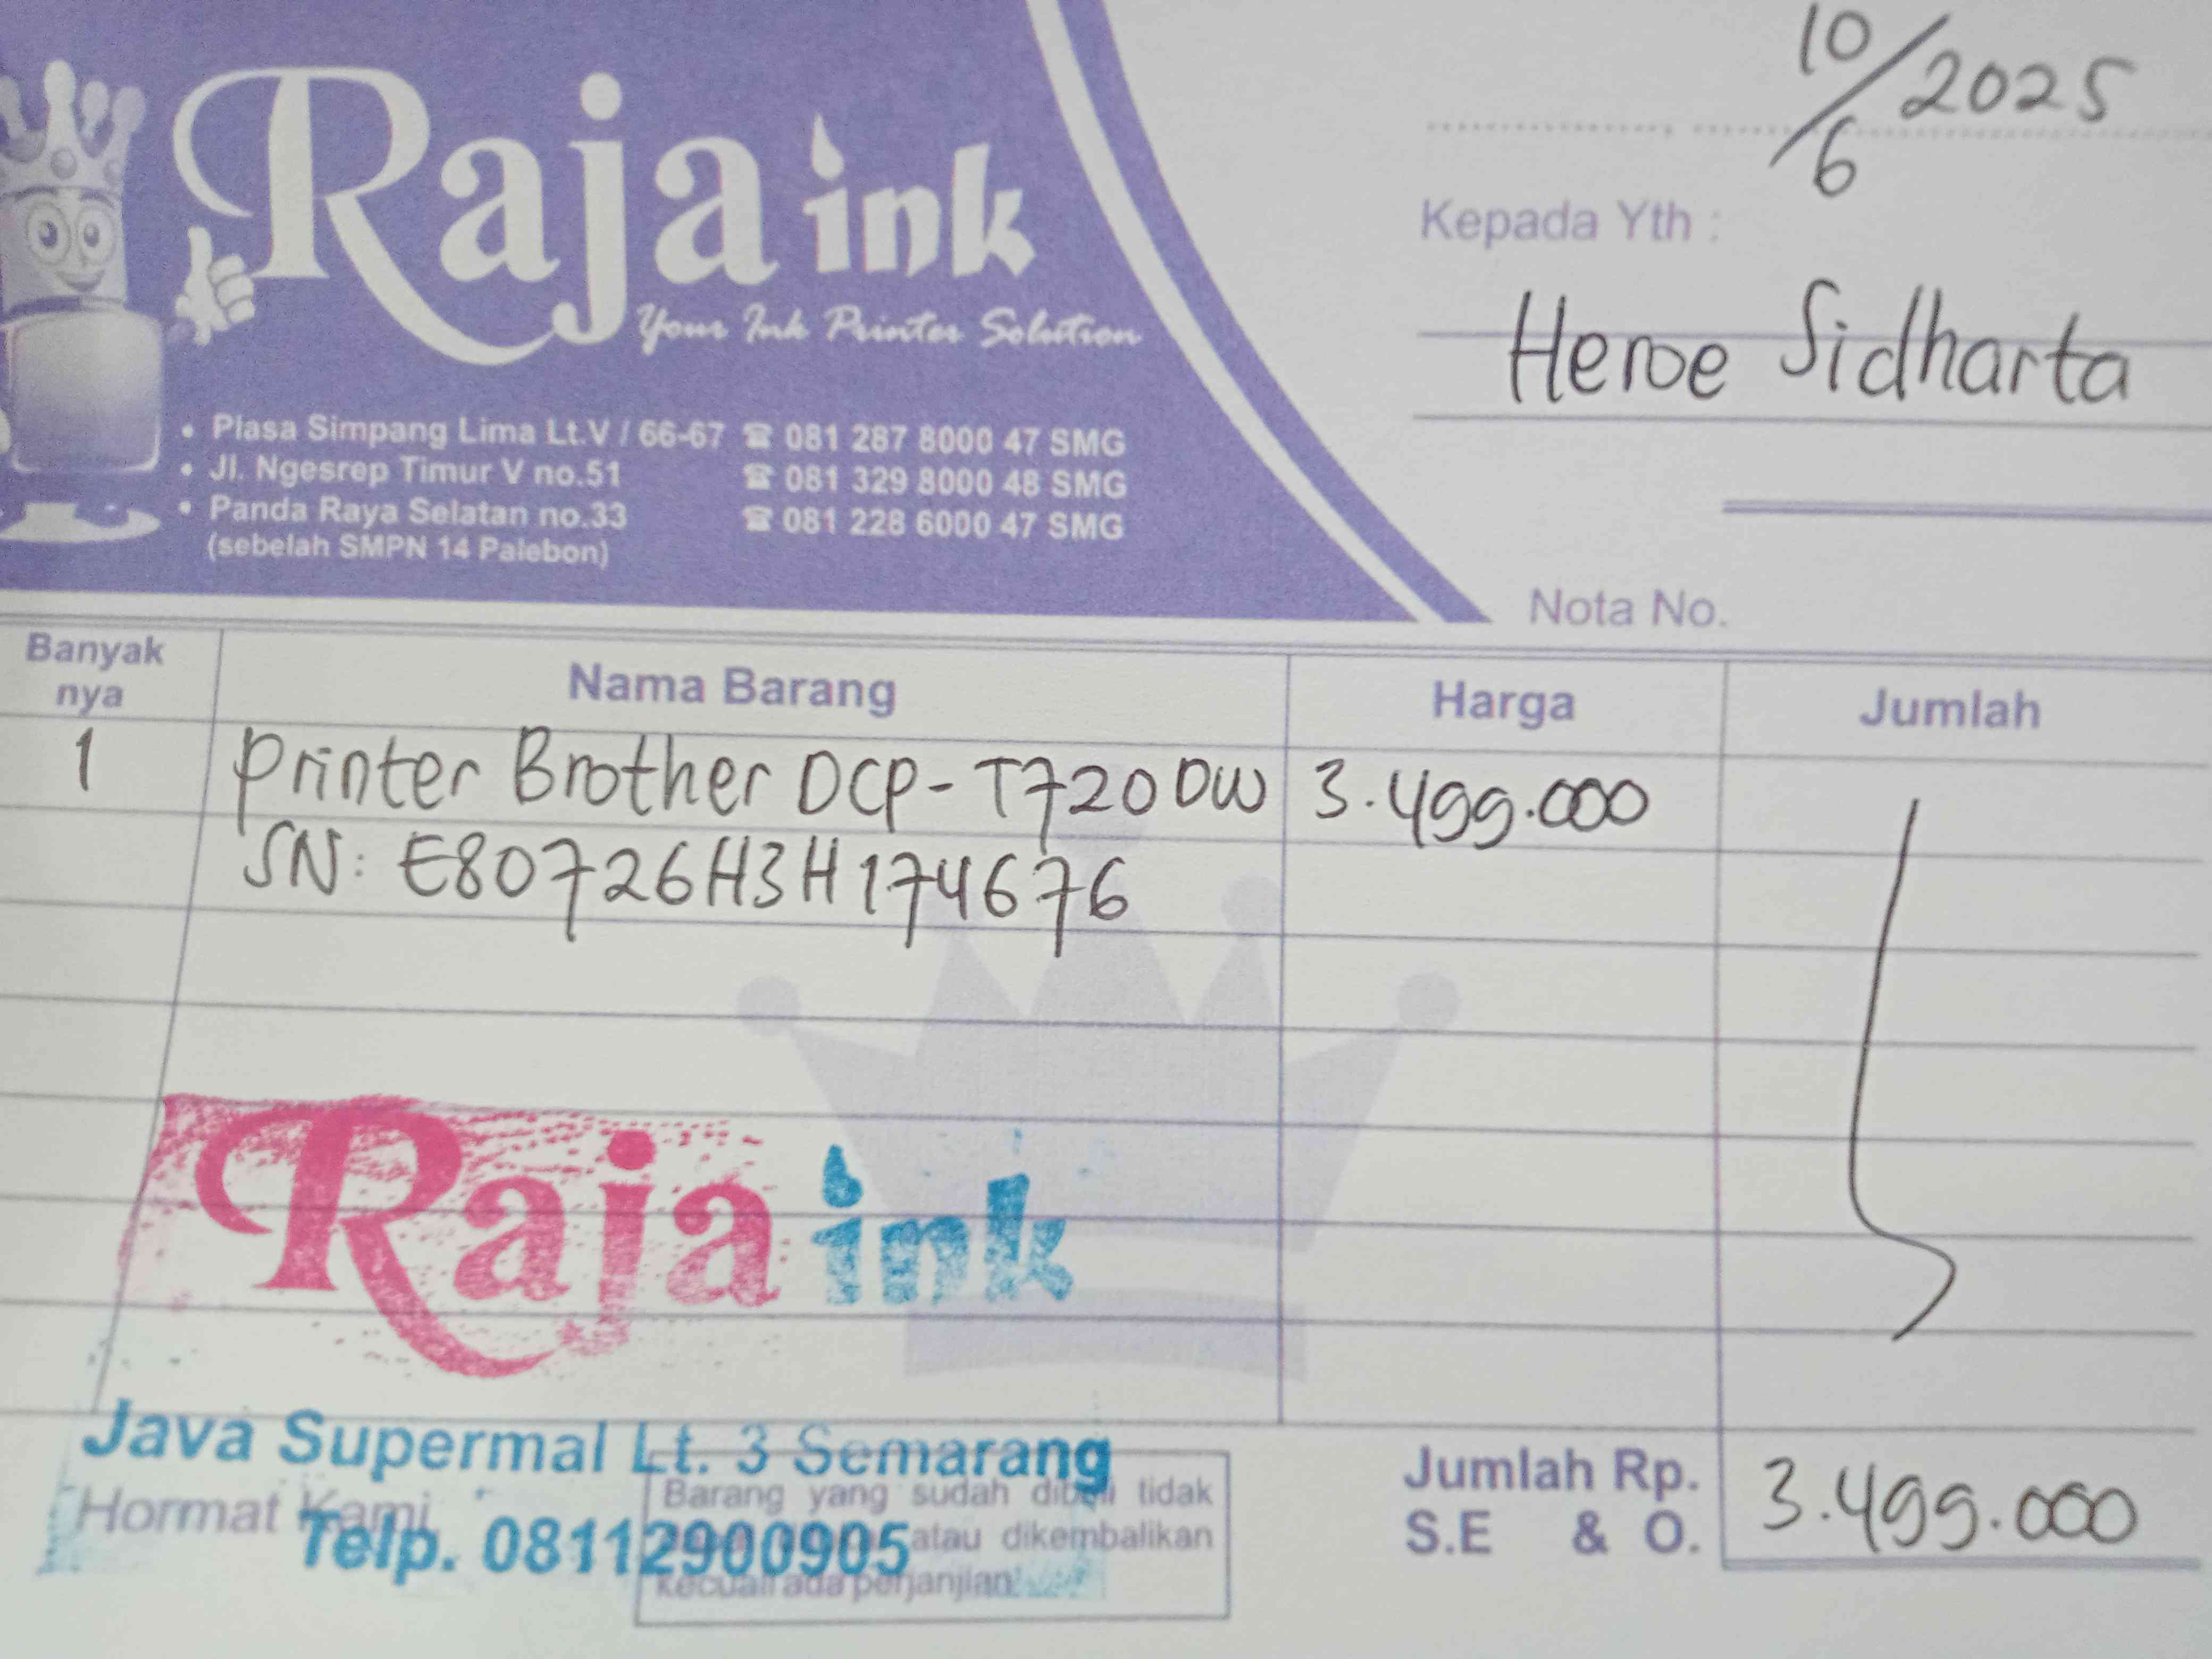 Raja ink
Your Ink Printer Solution
• Plasa Simpang Lima Lt.V / 66-67 ☎ 081 287 8000 47 SMG
• Jl. Ngesrep Timur V no.51 ☎ 081 329 8000 48 SMG
• Panda Raya Selatan no.33 ☎ 081 228 6000 47 SMG
(sebelah SMPN 14 Palebon)
10/6/2025
Kepada Yth :
Heroe Sidharta
Nota No.
Banyak nya Nama Barang Harga Jumlah
1 Printer Brother DCP-T720DW 3.499.000
SN: E80726H3H174676
Raja ink
Java Supermal Lt. 3 Semarang
Telp. 08112900905
Hormat Kami,
Barang yang sudah dibeli tidak
atau dikembalikan
kecuali ada perjanjian!
Jumlah Rp. 3.499.000
S.E & O.